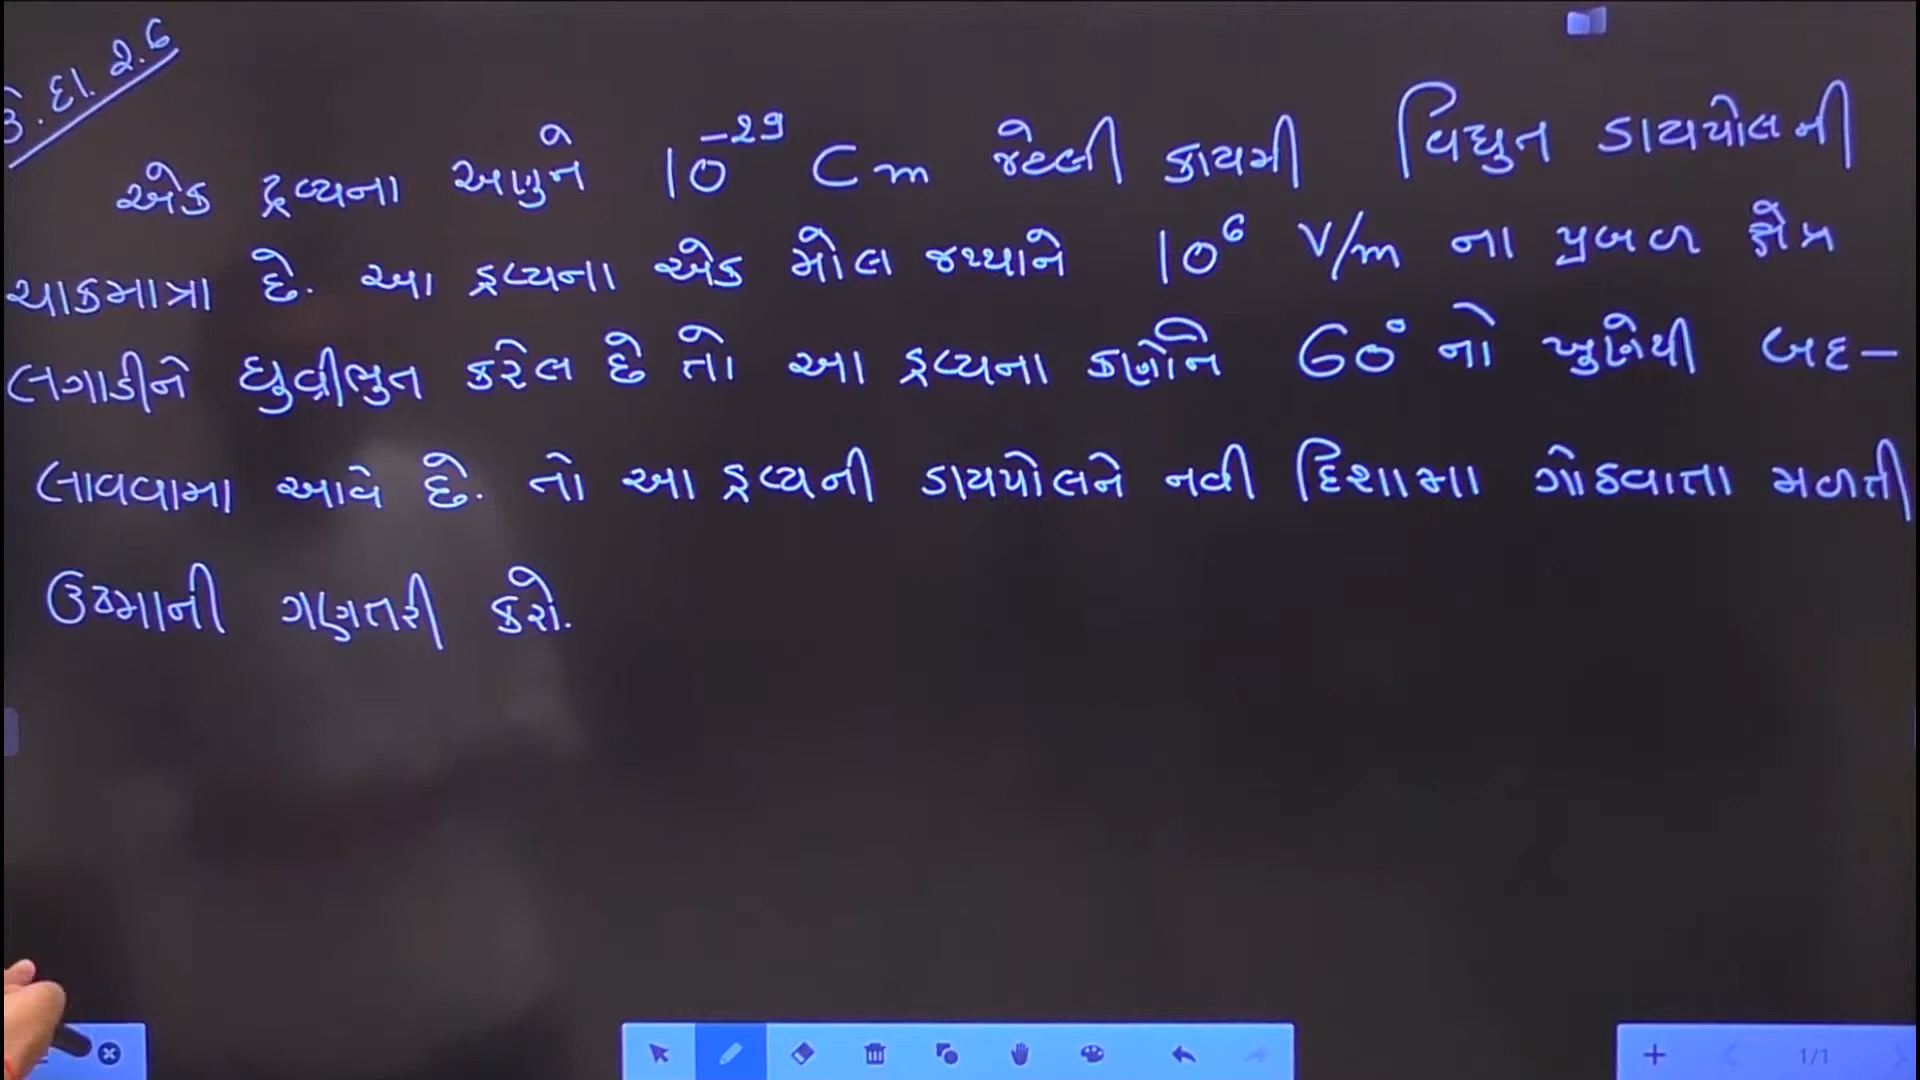 ઉ.દા. 2.6
એક દ્રવ્યના અણુને 10⁻²⁹ Cm જેટલી કાયમી વિદ્યુત ડાયપોલની
ચાકમાત્રા છે. આ દ્રવ્યના એક મોલ જથ્થાને 10⁶ V/m ના પ્રબળ ક્ષેત્ર
લગાડીને ધ્રુવીભુત કરેલ છે તો આ દ્રવ્યના કણોને 60° નો ખુણેથી બદ-
લાવવામા આવે છે. તો આ દ્રવ્યની ડાયપોલને નવી દિશામા ગોઠવાતા મળતી
ઉષ્માની ગણતરી કરો.
1/1